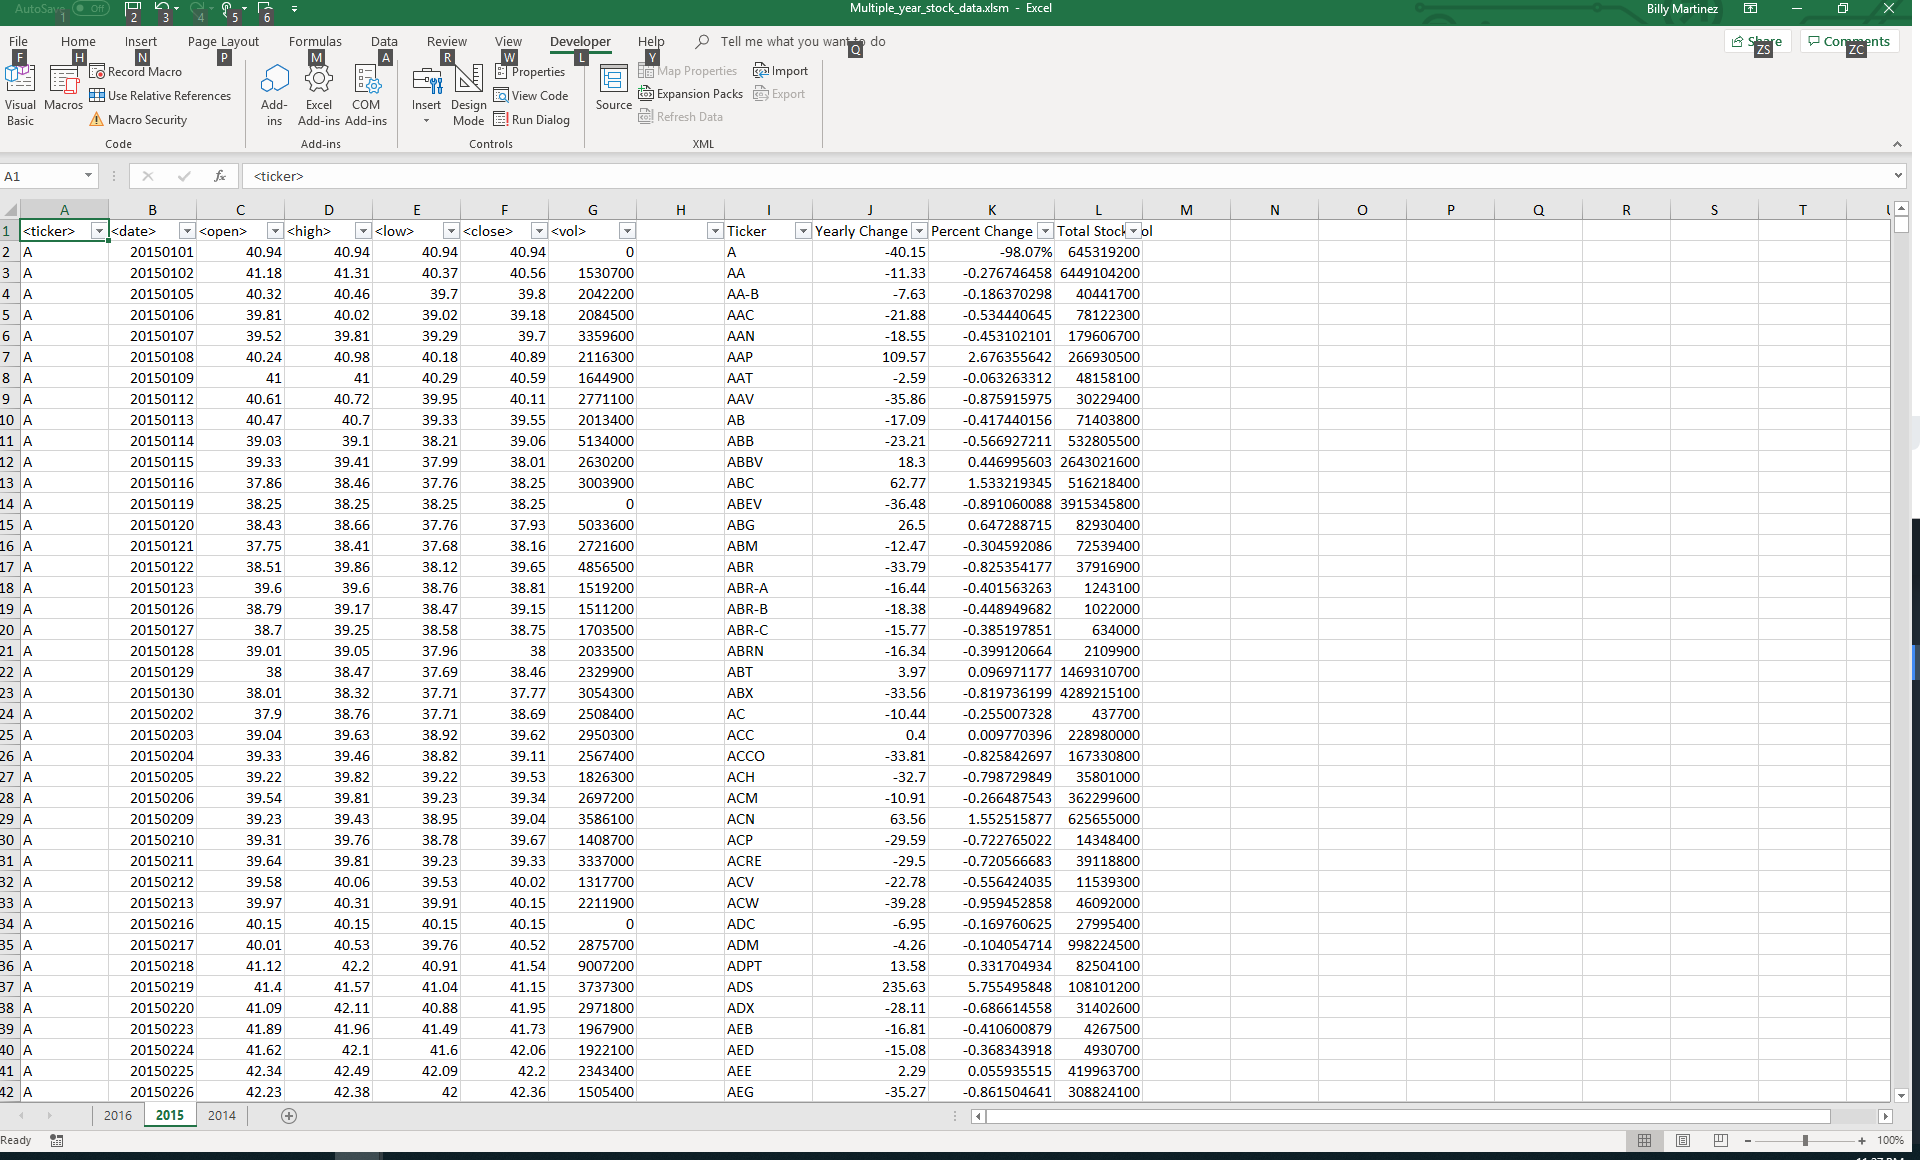 AutoSave Off Multiple_year_stock_data.xlsm - Excel Billy Martinez
1 2 3 4 5 6
File Home Insert Page Layout Formulas Data Review View Developer Help Tell me what you want to do Share Comments
F H N P M A R W L Y Q ZS ZC
Visual Basic
Macros
Record Macro
Use Relative References
Macro Security
Code
Add-ins
Excel Add-ins
COM Add-ins
Add-ins
Insert
Design Mode
Properties
View Code
Run Dialog
Controls
Source
Map Properties
Expansion Packs
Refresh Data
Import
Export
XML
A1 fx <ticker>
A B C D E F G H I J K L M N O P Q R S T U
1 <ticker> <date> <open> <high> <low> <close> <vol> Ticker Yearly Change Percent Change Total Stock ol
2 A 20150101 40.94 40.94 40.94 40.94 0 A -40.15 -98.07% 645319200
3 A 20150102 41.18 41.31 40.37 40.56 1530700 AA -11.33 -0.276746458 6449104200
4 A 20150105 40.32 40.46 39.7 39.8 2042200 AA-B -7.63 -0.186370298 40441700
5 A 20150106 39.81 40.02 39.02 39.18 2084500 AAC -21.88 -0.534440645 78122300
6 A 20150107 39.52 39.81 39.29 39.7 3359600 AAN -18.55 -0.453102101 179606700
7 A 20150108 40.24 40.98 40.18 40.89 2116300 AAP 109.57 2.676355642 266930500
8 A 20150109 41 41 40.29 40.59 1644900 AAT -2.59 -0.063263312 48158100
9 A 20150112 40.61 40.72 39.95 40.11 2771100 AAV -35.86 -0.875915975 30229400
10 A 20150113 40.47 40.7 39.33 39.55 2013400 AB -17.09 -0.417440156 71403800
11 A 20150114 39.03 39.1 38.21 39.06 5134000 ABB -23.21 -0.566927211 532805500
12 A 20150115 39.33 39.41 37.99 38.01 2630200 ABBV 18.3 0.446995603 2643021600
13 A 20150116 37.86 38.46 37.76 38.25 3003900 ABC 62.77 1.533219345 516218400
14 A 20150119 38.25 38.25 38.25 38.25 0 ABEV -36.48 -0.891060088 3915345800
15 A 20150120 38.43 38.66 37.76 37.93 5033600 ABG 26.5 0.647288715 82930400
16 A 20150121 37.75 38.41 37.68 38.16 2721600 ABM -12.47 -0.304592086 72539400
17 A 20150122 38.51 39.86 38.12 39.65 4856500 ABR -33.79 -0.825354177 37916900
18 A 20150123 39.6 39.6 38.76 38.81 1519200 ABR-A -16.44 -0.401563263 1243100
19 A 20150126 38.79 39.17 38.47 39.15 1511200 ABR-B -18.38 -0.448949682 1022000
20 A 20150127 38.7 39.25 38.58 38.75 1703500 ABR-C -15.77 -0.385197851 634000
21 A 20150128 39.01 39.05 37.96 38 2033500 ABRN -16.34 -0.399120664 2109900
22 A 20150129 38 38.47 37.69 38.46 2329900 ABT 3.97 0.096971177 1469310700
23 A 20150130 38.01 38.32 37.71 37.77 3054300 ABX -33.56 -0.819736199 4289215100
24 A 20150202 37.9 38.76 37.71 38.69 2508400 AC -10.44 -0.255007328 437700
25 A 20150203 39.04 39.63 38.92 39.62 2950300 ACC 0.4 0.009770396 228980000
26 A 20150204 39.33 39.46 38.82 39.11 2567400 ACCO -33.81 -0.825842697 167330800
27 A 20150205 39.22 39.82 39.22 39.53 1826300 ACH -32.7 -0.798729849 35801000
28 A 20150206 39.54 39.81 39.23 39.34 2697200 ACM -10.91 -0.266487543 362299600
29 A 20150209 39.23 39.43 38.95 39.04 3586100 ACN 63.56 1.552515877 625655000
30 A 20150210 39.31 39.76 38.78 39.67 1408700 ACP -29.59 -0.722765022 14348400
31 A 20150211 39.64 39.81 39.23 39.33 3337000 ACRE -29.5 -0.720566683 39118800
32 A 20150212 39.58 40.06 39.53 40.02 1317700 ACV -22.78 -0.556424035 11539300
33 A 20150213 39.97 40.31 39.91 40.15 2211900 ACW -39.28 -0.959452858 46092000
34 A 20150216 40.15 40.15 40.15 40.15 0 ADC -6.95 -0.169760625 27995400
35 A 20150217 40.01 40.53 39.76 40.52 2875700 ADM -4.26 -0.104054714 998224500
36 A 20150218 41.12 42.2 40.91 41.54 9007200 ADPT 13.58 0.331704934 82504100
37 A 20150219 41.4 41.57 41.04 41.15 3737300 ADS 235.63 5.755495848 108101200
38 A 20150220 41.09 42.11 40.88 41.95 2971800 ADX -28.11 -0.686614558 31402600
39 A 20150223 41.89 41.96 41.49 41.73 1967900 AEB -16.81 -0.410600879 4267500
40 A 20150224 41.62 42.1 41.6 42.06 1922100 AED -15.08 -0.368343918 4930700
41 A 20150225 42.34 42.49 42.09 42.2 2343400 AEE 2.29 0.055935515 419963700
42 A 20150226 42.23 42.38 42 42.36 1505400 AEG -35.27 -0.861504641 308824100
2016 2015 2014
Ready 100%